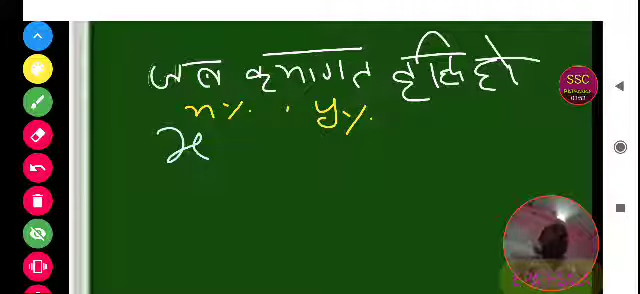 जब क्रमागत वृद्धि हो
x% . y%
x
SSC